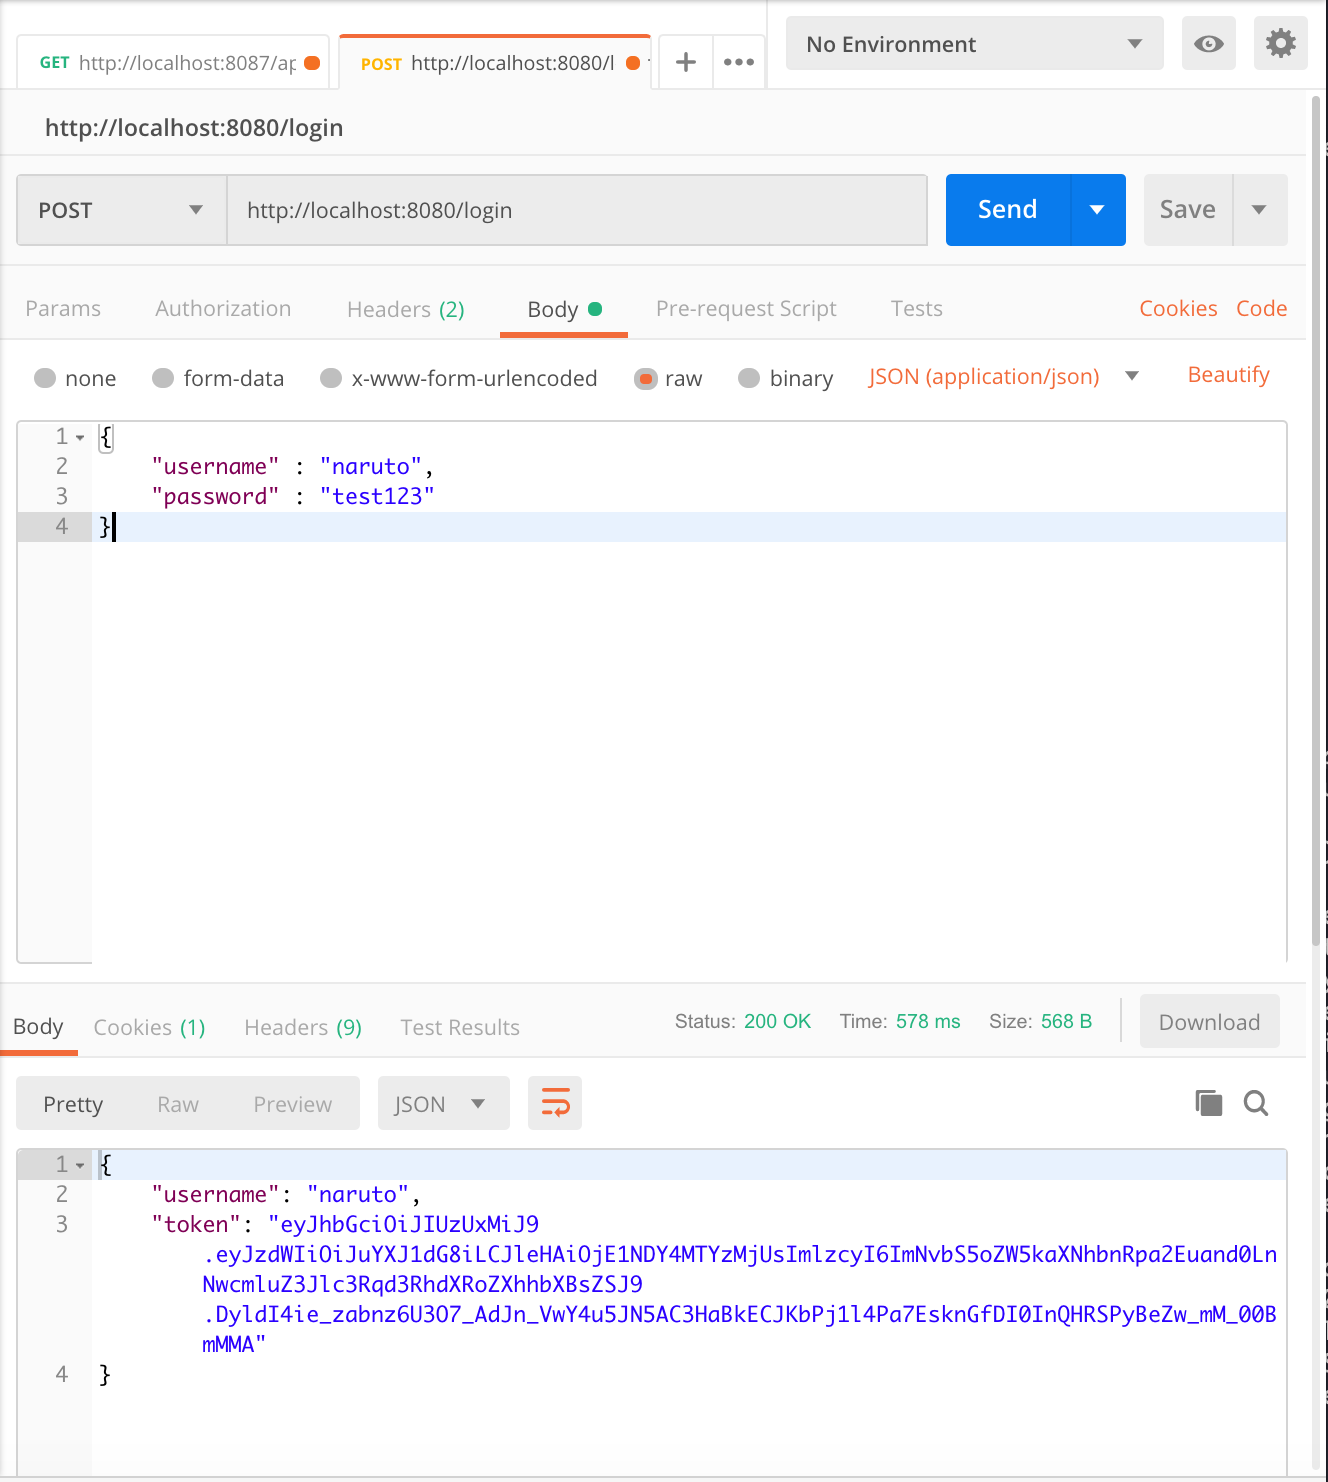 GET http://localhost:8087/ap
POST http://localhost:8080/l
+ •••
No Environment
http://localhost:8080/login
POST http://localhost:8080/login Send Save
Params Authorization Headers (2) Body Pre-request Script Tests Cookies Code
none form-data x-www-form-urlencoded raw binary JSON (application/json) Beautify
1 {
2 "username" : "naruto",
3 "password" : "test123"
4 }
Body Cookies (1) Headers (9) Test Results Status: 200 OK Time: 578 ms Size: 568 B Download
Pretty Raw Preview JSON
1 {
2 "username": "naruto",
3 "token": "eyJhbGciOiJIUzUxMiJ9
.eyJzdWIiOiJuYXJ1dG8iLCJleHAiOjE1NDY4MTYzMjUsImlzcyI6ImNvbS5oZW5kaXNhbnRpa2Euand0Ln
NwcmluZ3Jlc3Rqd3RhdXRoZXhhbXBsZSJ9
.DyldI4ie_zabnz6U3O7_AdJn_VwY4u5JN5AC3HaBkECJKbPj1l4Pa7EsknGfDI0InQHRSPyBeZw_mM_00B
mMMA"
4 }